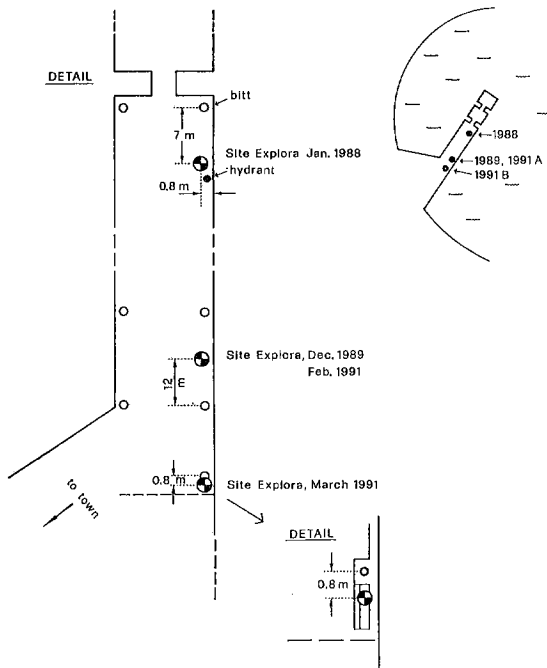 DETAIL
bitt
7 m
Site Explora Jan. 1988
hydrant
0.8 m
1988
1989, 1991 A
1991 B
Site Explora, Dec. 1989
Feb. 1991
12 m
0.8 m
Site Explora, March 1991
to town
DETAIL
0.8 m